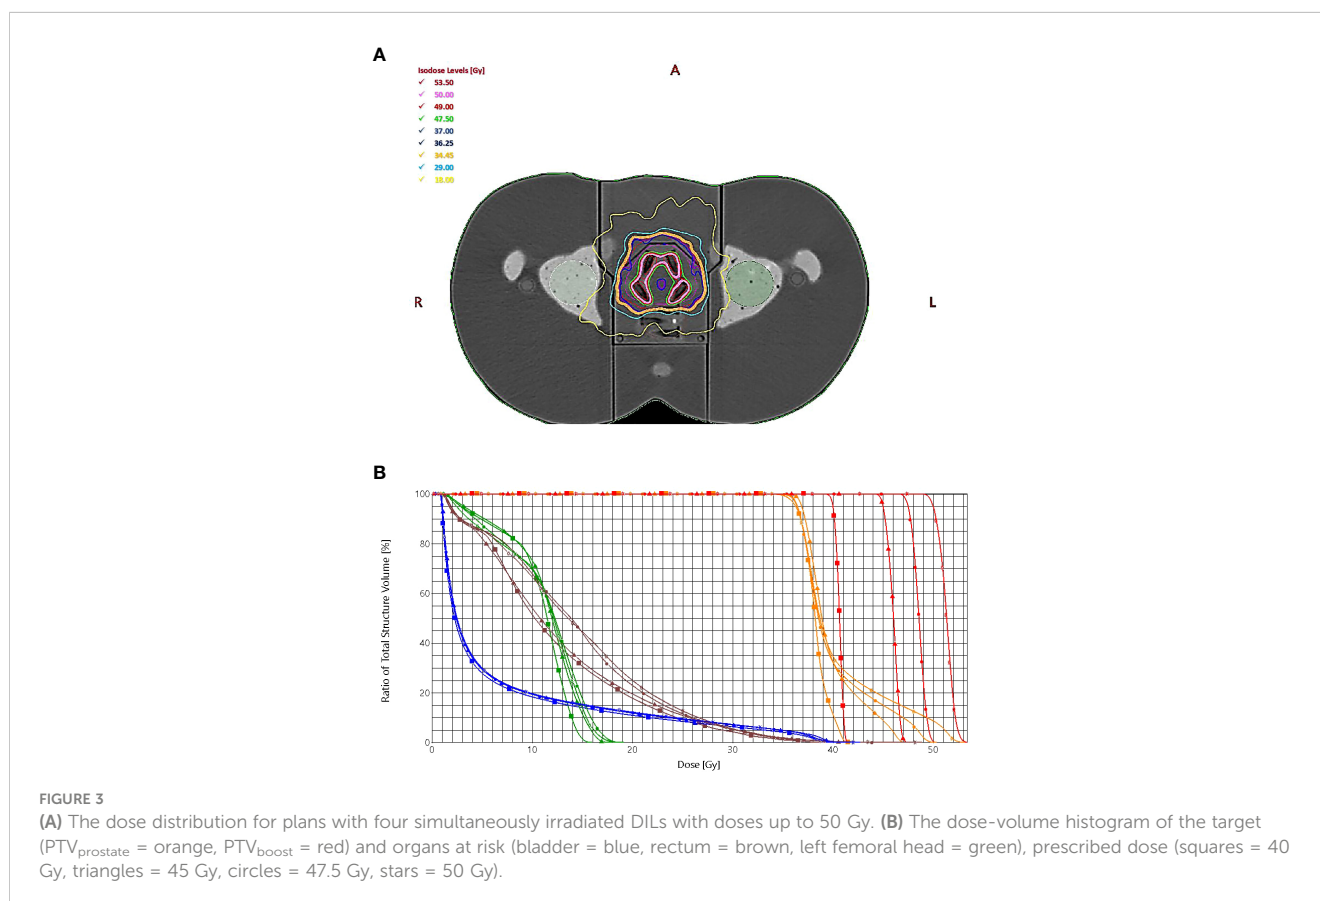 A
Isodose Levels [Gy]
✓ 53.50
✓ 50.00
✓ 49.00
✓ 47.50
✓ 37.00
✓ 36.25
✓ 34.45
✓ 29.00
✓ 18.00
A
R
L
B
Ratio of Total Structure Volume [%]
100
80
60
40
20
0
0 10 20 30 40 50
Dose [Gy]
FIGURE 3
(A) The dose distribution for plans with four simultaneously irradiated DILs with doses up to 50 Gy. (B) The dose-volume histogram of the target
(PTVprostate = orange, PTVboost = red) and organs at risk (bladder = blue, rectum = brown, left femoral head = green), prescribed dose (squares = 40
Gy, triangles = 45 Gy, circles = 47.5 Gy, stars = 50 Gy).